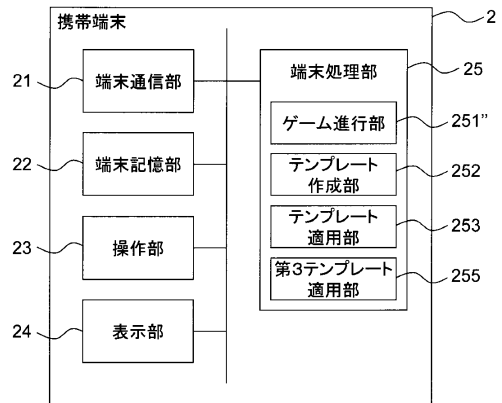 携帯端末
2
21
端末通信部
22
端末記憶部
23
操作部
24
表示部
端末処理部
25
ゲーム進行部
251”
テンプレート
作成部
252
テンプレート
適用部
253
第3テンプレート
適用部
255